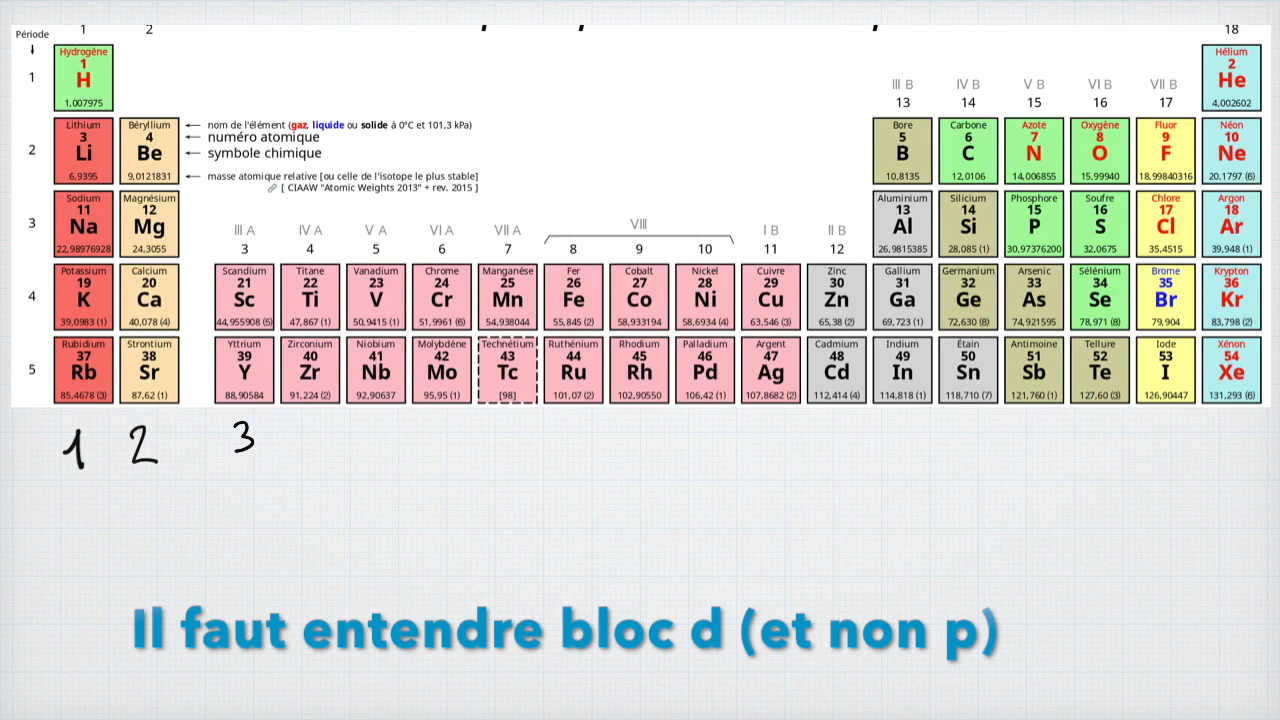 1 2 18
Période
1 Hydrogène 1 H 1,007975 III B 13 IV B 14 V B 15 VI B 16 VII B 17 Hélium 2 He 4,002602
nom de l'élément (gaz, liquide ou solide à 0°C et 101,3 kPa)
numéro atomique
symbole chimique
masse atomique relative [ou celle de l'isotope le plus stable]
[ CIAAW "Atomic Weights 2013" + rev. 2015 ]
2
Lithium Béryllium Bore Carbone Azote Oxygène Fluor Néon
3 4 5 6 7 8 9 10
Li Be B C N O F Ne
6,9395 9,0121831 10,8135 12,0106 14,006855 15,99940 18,99840316 20,1797 (6)
3
Sodium Magnésium Aluminium Silicium Phosphore Soufre Chlore Argon
11 12 13 14 15 16 17 18
Na Mg Al Si P S Cl Ar
22,98976928 24,3055 26,9815385 28,085 (1) 30,97376200 32,0675 35,4515 39,948 (1)
III A IV A V A VI A VII A VIII I B II B
3 4 5 6 7 8 9 10 11 12
4
Potassium Calcium Scandium Titane Vanadium Chrome Manganèse Fer Cobalt Nickel Cuivre Zinc Gallium Germanium Arsenic Sélénium Brome Krypton
19 20 21 22 23 24 25 26 27 28 29 30 31 32 33 34 35 36
K Ca Sc Ti V Cr Mn Fe Co Ni Cu Zn Ga Ge As Se Br Kr
39,0983 (1) 40,078 (4) 44,955908 (5) 47,867 (1) 50,9415 (1) 51,9961 (6) 54,938044 55,845 (2) 58,933194 58,6934 (4) 63,546 (3) 65,38 (2) 69,723 (1) 72,630 (8) 74,921595 78,971 (8) 79,904 83,798 (2)
5
Rubidium Strontium Yttrium Zirconium Niobium Molybdène Technétium Ruthénium Rhodium Palladium Argent Cadmium Indium Étain Antimoine Tellure Iode Xénon
37 38 39 40 41 42 43 44 45 46 47 48 49 50 51 52 53 54
Rb Sr Y Zr Nb Mo Tc Ru Rh Pd Ag Cd In Sn Sb Te I Xe
85,4678 (3) 87,62 (1) 88,90584 91,224 (2) 92,90637 95,95 (1) [98] 101,07 (2) 102,90550 106,42 (1) 107,8682 (2) 112,414 (4) 114,818 (1) 118,710 (7) 121,760 (1) 127,60 (3) 126,90447 131,293 (6)
1 2 3
Il faut entendre bloc d (et non p)